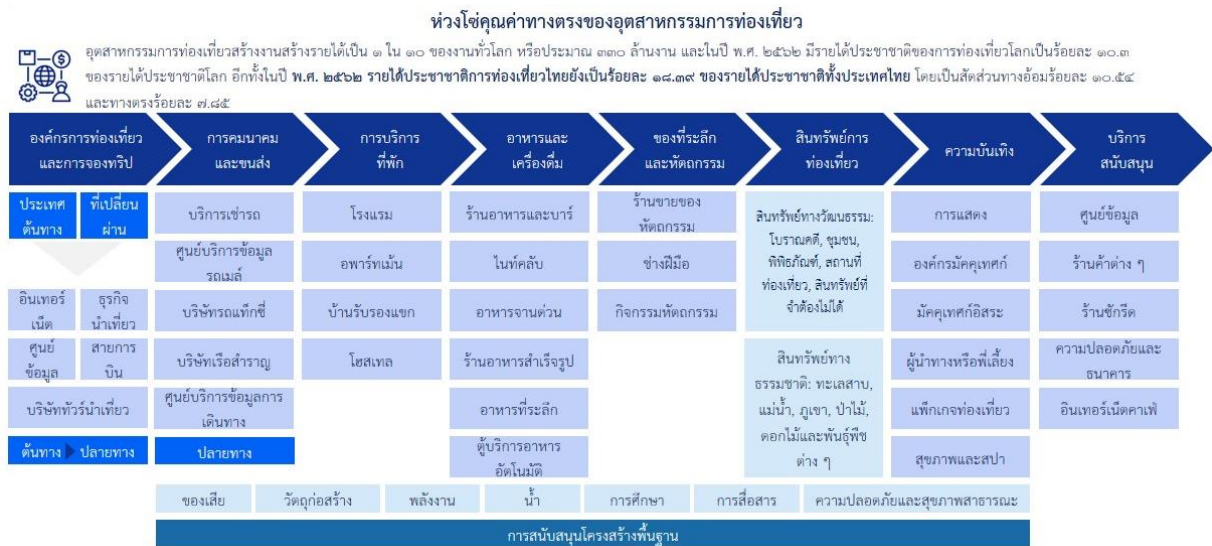 ห่วงโซ่คุณค่าทางตรงของอุตสาหกรรมการท่องเที่ยว
อุตสาหกรรมการท่องเที่ยวสร้างงานสร้างรายได้เป็น ๑ ใน ๑๐ ของงานทั่วโลก หรือประมาณ ๓๓๐ ล้านงาน และในปี พ.ศ. ๒๕๖๒ มีรายได้ประชาชาติของการท่องเที่ยวโลกเป็นร้อยละ ๑๐.๓
ของรายได้ประชาชาติโลก อีกทั้งในปี พ.ศ. ๒๕๖๒ รายได้ประชาชาติการท่องเที่ยวไทยยังเป็นร้อยละ ๑๘.๓๙ ของรายได้ประชาชาติทั้งประเทศไทย โดยเป็นสัดส่วนทางอ้อมร้อยละ ๑๐.๕๔
และทางตรงร้อยละ ๗.๘๕
องค์กรการท่องเที่ยว
และการจองทริป
การคมนาคม
และขนส่ง
การบริการ
ที่พัก
อาหารและ
เครื่องดื่ม
ของที่ระลึก
และหัตถกรรม
สินทรัพย์การ
ท่องเที่ยว
ความบันเทิง
บริการ
สนับสนุน
ประเทศ
ต้นทาง
ที่เปลี่ยน
ผ่าน
อินเทอร์
เน็ต
ธุรกิจ
นำเที่ยว
ศูนย์
ข้อมูล
สายการ
บิน
บริษัททัวร์นำเที่ยว
ต้นทาง
ปลายทาง
บริการเช่ารถ
ศูนย์บริการข้อมูล
รถเมล์
บริษัทรถแท็กซี่
บริษัทเรือสำราญ
ศูนย์บริการข้อมูลการ
เดินทาง
ปลายทาง
โรงแรม
อพาร์ทเม้น
บ้านรับรองแขก
โฮสเทล
ร้านอาหารและบาร์
ไนท์คลับ
อาหารจานด่วน
ร้านอาหารสำเร็จรูป
อาหารที่ระลึก
ตู้บริการอาหาร
อัตโนมัติ
ร้านขายของ
หัตถกรรม
ช่างฝีมือ
กิจกรรมหัตถกรรม
สินทรัพย์ทางวัฒนธรรม:
โบราณคดี, ชุมชน,
พิพิธภัณฑ์, สถานที่
ท่องเที่ยว, สินทรัพย์ที่
จำต้องไม่ได้
สินทรัพย์ทาง
ธรรมชาติ: ทะเลสาบ,
แม่น้ำ, ภูเขา, ป่าไม้,
ดอกไม้และพันธุ์พืช
ต่าง ๆ
การแสดง
องค์กรมัคคุเทศก์
มัคคุเทศก์อิสระ
ผู้นำทางหรือพี่เลี้ยง
แพ็กเกจท่องเที่ยว
สุขภาพและสปา
ศูนย์ข้อมูล
ร้านค้าต่าง ๆ
ร้านซักรีด
ความปลอดภัยและ
ธนาคาร
อินเทอร์เน็ตคาเฟ่
ของเสีย
วัตถุก่อสร้าง
พลังงาน
น้ำ
การศึกษา
การสื่อสาร
ความปลอดภัยและสุขภาพสาธารณะ
การสนับสนุนโครงสร้างพื้นฐาน